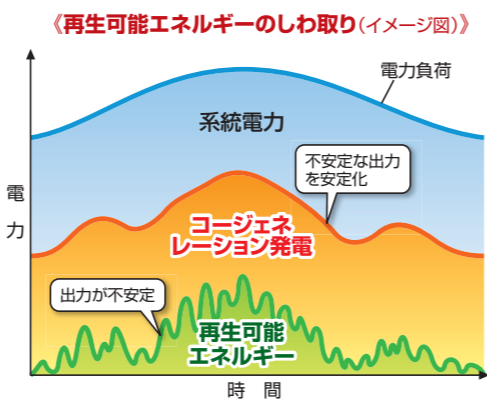 《再生可能エネルギーのしわ取り(イメージ図)》
電力負荷
系統電力
不安定な出力
を安定化
電力
コージェネ
レーション発電
出力が不安定
再生可能
エネルギー
時 間